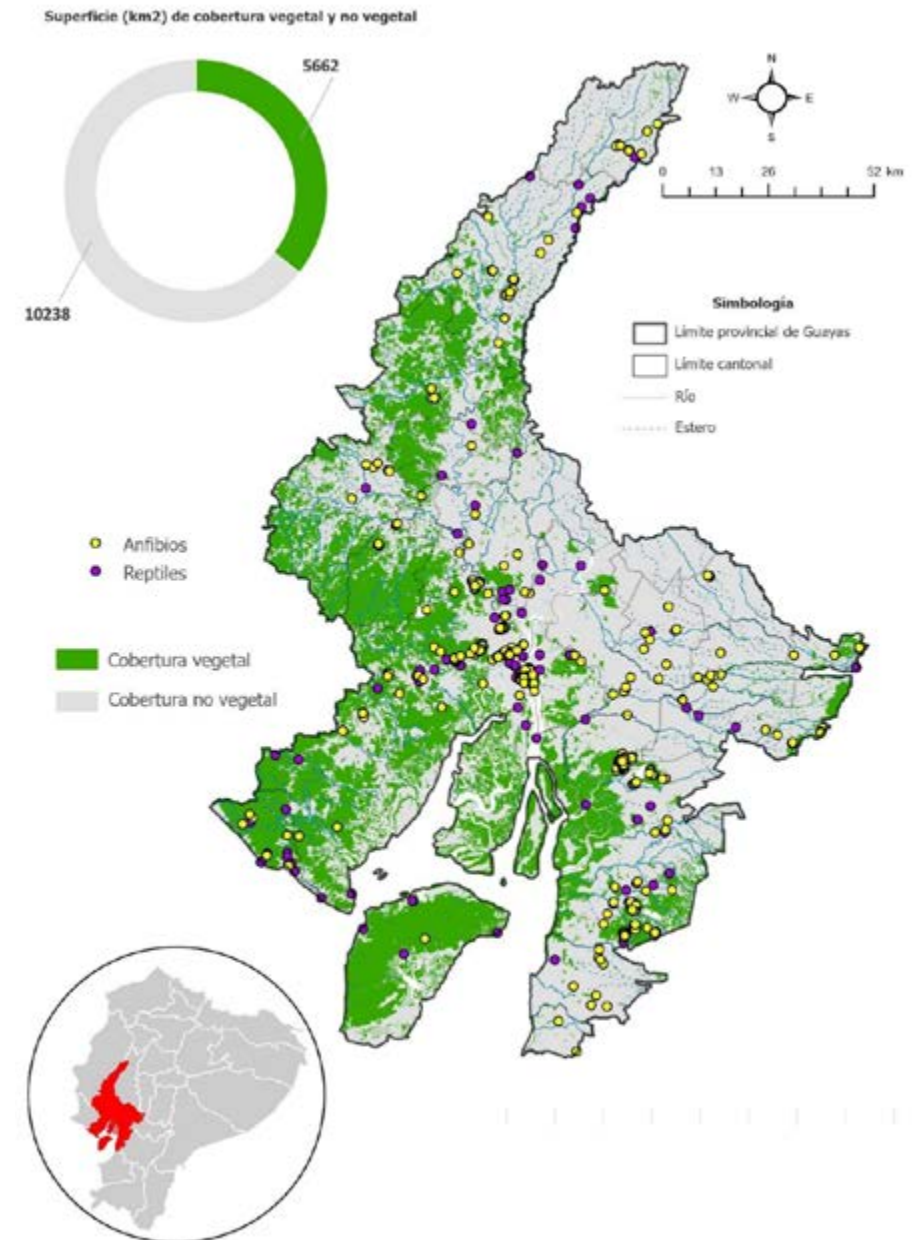 Superficie (km2) de cobertura vegetal y no vegetal
5662
10238
N
W
E
S
0 13 26 52 km
Simbología
Límite provincial de Guayas
Límite cantonal
Río
Estero
Anfibios
Reptiles
Cobertura vegetal
Cobertura no vegetal